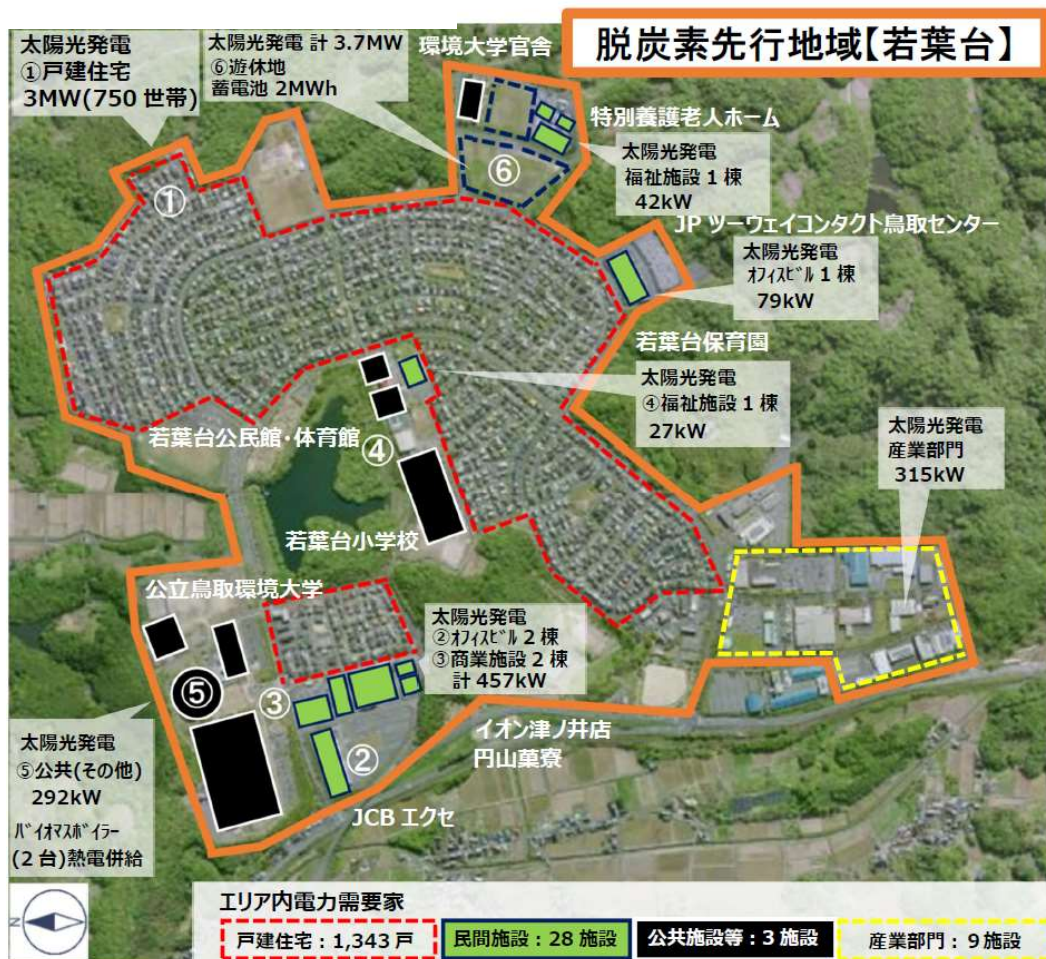 脱炭素先行地域【若葉台】
太陽光発電
①戸建住宅
3MW(750 世帯)
太陽光発電 計 3.7MW
⑥遊休地
蓄電池 2MWh
環境大学官舎
特別養護老人ホーム
太陽光発電
福祉施設 1 棟
42kW
⑥
①
JP ツーウェイコンタクト鳥取センター
太陽光発電
ｵﾌｨｽﾋﾞﾙ 1 棟
79kW
若葉台保育園
太陽光発電
④福祉施設 1 棟
27kW
若葉台公民館・体育館
④
太陽光発電
産業部門
315kW
若葉台小学校
公立鳥取環境大学
太陽光発電
②ｵﾌｨｽﾋﾞﾙ 2 棟
③商業施設 2 棟
計 457kW
⑤
③
②
イオン津ノ井店
円山菓寮
JCB エクセ
太陽光発電
⑤公共(その他)
292kW
ﾊﾞｲｵﾏｽﾎﾞｲﾗｰ
(2 台)熱電併給
N
エリア内電力需要家
戸建住宅：1,343 戸
民間施設：28 施設
公共施設等：3 施設
産業部門：9 施設